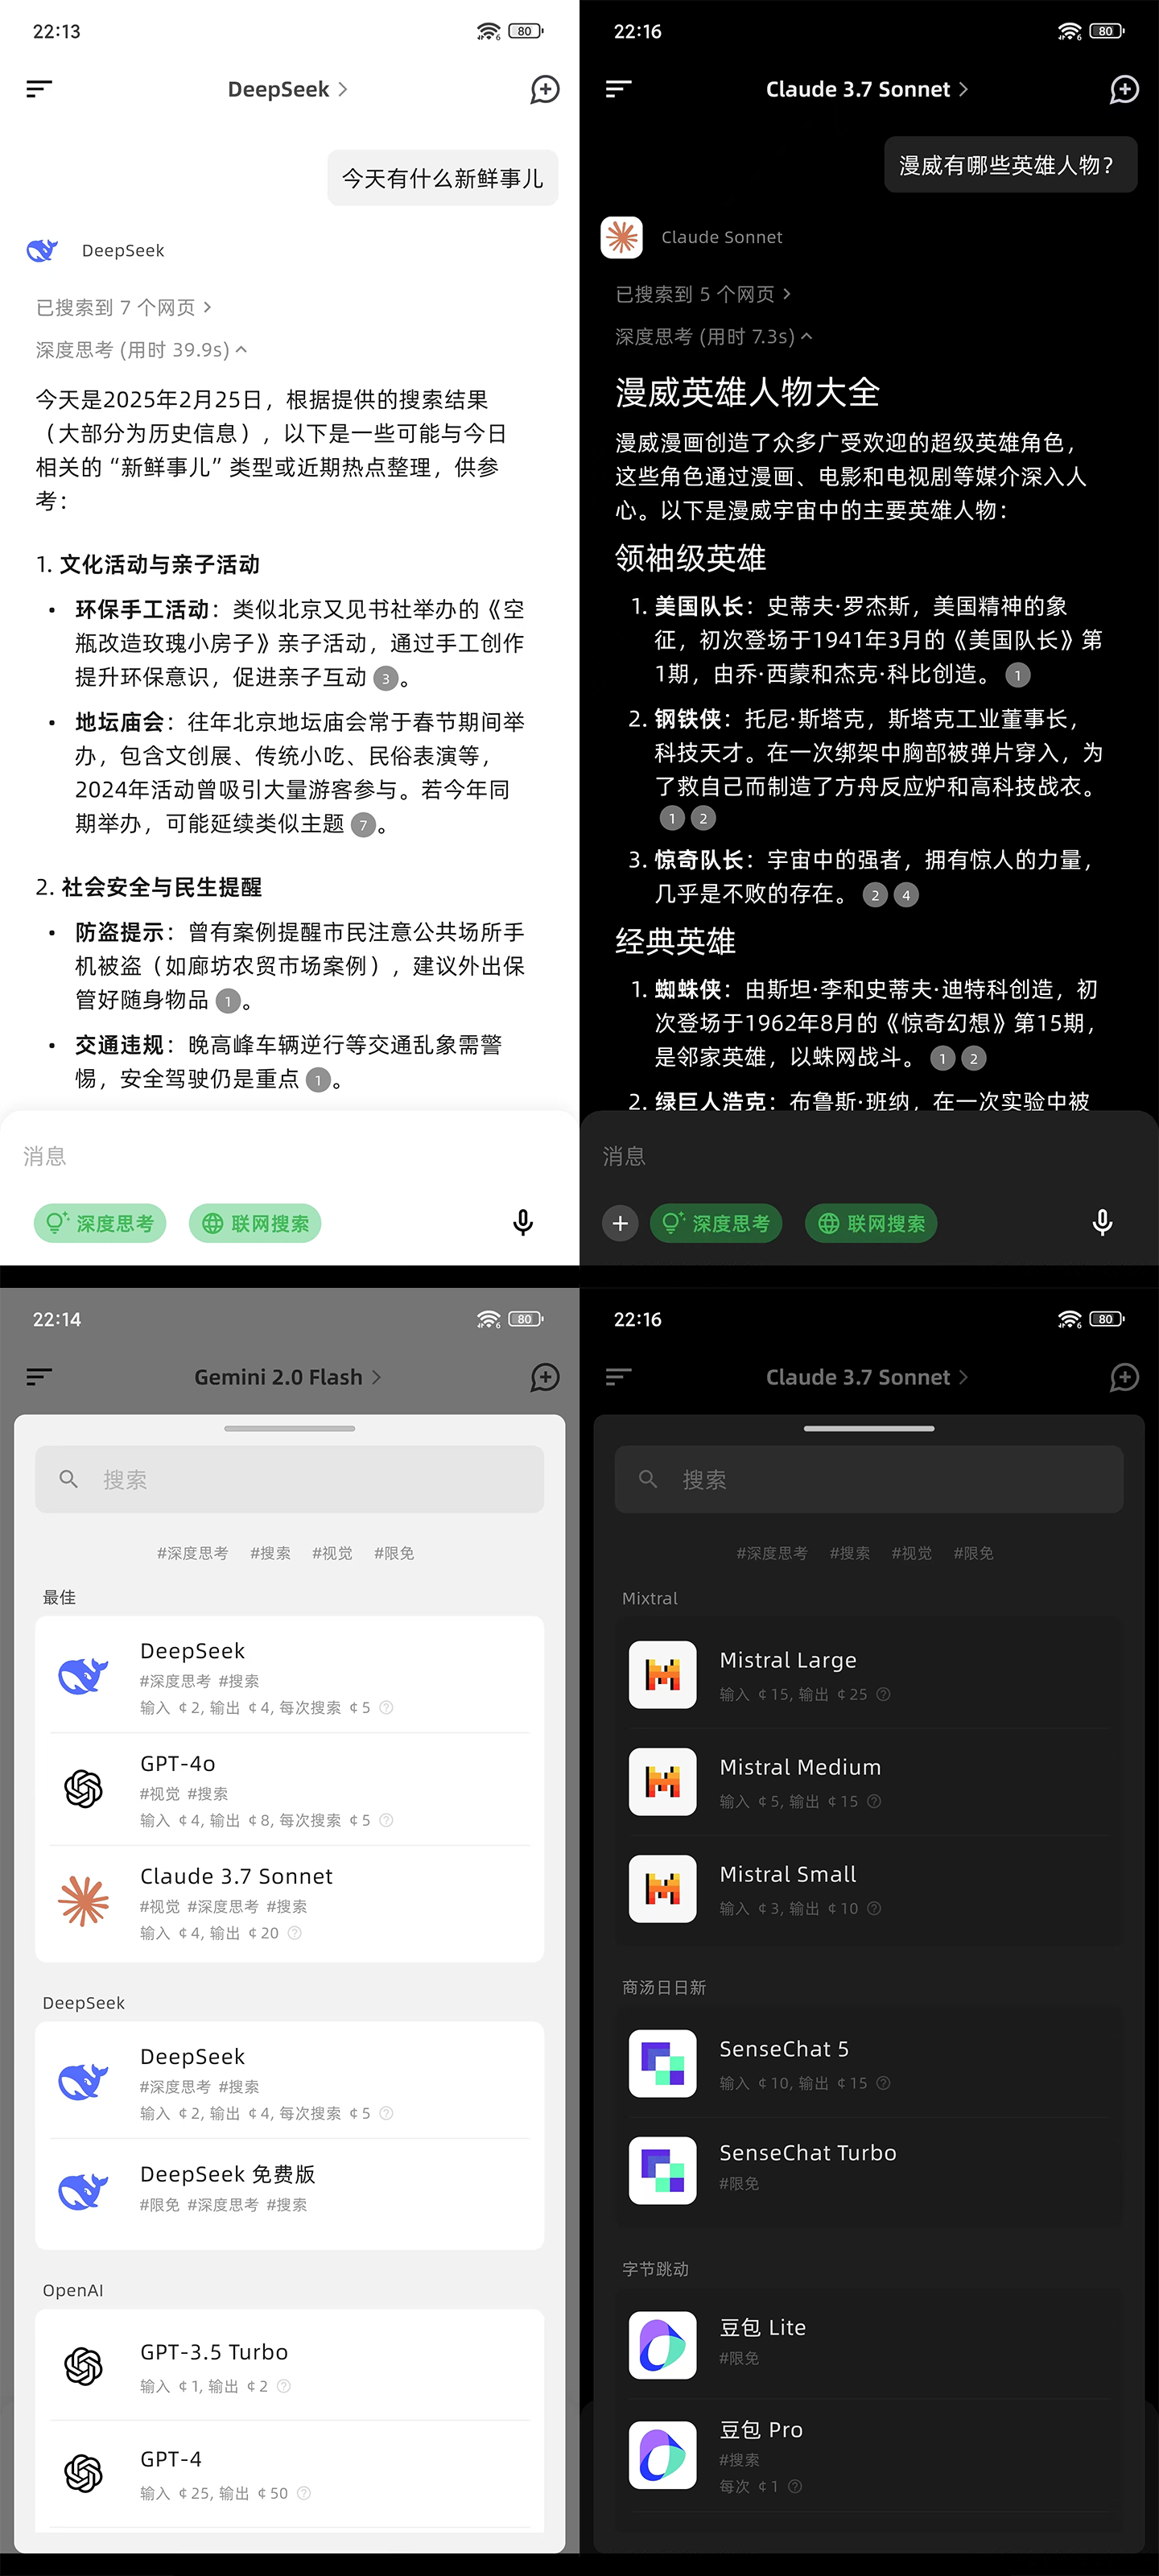 22:13
80
DeepSeek
今天有什么新鲜事儿
DeepSeek
已搜索到 7 个网页
深度思考 (用时 39.9s)
今天是2025年2月25日，根据提供的搜索结果
（大部分为历史信息），以下是一些可能与今日
相关的“新鲜事儿”类型或近期热点整理，供参
考：
1. 文化活动与亲子活动
• 环保手工活动：类似北京又见书社举办的《空
瓶改造玫瑰小房子》亲子活动，通过手工创作
提升环保意识，促进亲子互动 3 。
• 地坛庙会：往年北京地坛庙会常于春节期间举
办，包含文创展、传统小吃、民俗表演等，
2024年活动曾吸引大量游客参与。若今年同
期举办，可能延续类似主题 7 。
2. 社会安全与民生提醒
• 防盗提示：曾有案例提醒市民注意公共场所手
机被盗（如廊坊农贸市场案例），建议外出保
管好随身物品 1 。
• 交通违规：晚高峰车辆逆行等交通乱象需警
惕，安全驾驶仍是重点 1 。
消息
深度思考
联网搜索
22:16
80
Claude 3.7 Sonnet
漫威有哪些英雄人物？
Claude Sonnet
已搜索到 5 个网页
深度思考 (用时 7.3s)
漫威英雄人物大全
漫威漫画创造了众多广受欢迎的超级英雄角色，
这些角色通过漫画、电影和电视剧等媒介深入人
心。以下是漫威宇宙中的主要英雄人物：
领袖级英雄
1. 美国队长：史蒂夫·罗杰斯，美国精神的象
征，初次登场于1941年3月的《美国队长》第
1期，由乔·西蒙和杰克·科比创造。 1
2. 钢铁侠：托尼·斯塔克，斯塔克工业董事长，
科技天才。在一次绑架中胸部被弹片穿入，为
了救自己而制造了方舟反应炉和高科技战衣。
1 2
3. 惊奇队长：宇宙中的强者，拥有惊人的力量，
几乎是不败的存在。 2 4
经典英雄
1. 蜘蛛侠：由斯坦·李和史蒂夫·迪特科创造，初
次登场于1962年8月的《惊奇幻想》第15期，
是邻家英雄，以蛛网战斗。 1 2
2. 绿巨人浩克：布鲁斯·班纳，在一次实验中被
消息
深度思考
联网搜索
22:14
80
Gemini 2.0 Flash
搜索
#深度思考 #搜索 #视觉 #限免
最佳
DeepSeek
#深度思考 #搜索
输入 ￠2, 输出 ￠4, 每次搜索 ￠5
GPT-4o
#视觉 #搜索
输入 ￠4, 输出 ￠8, 每次搜索 ￠5
Claude 3.7 Sonnet
#视觉 #深度思考 #搜索
输入 ￠4, 输出 ￠20
DeepSeek
DeepSeek
#深度思考 #搜索
输入 ￠2, 输出 ￠4, 每次搜索 ￠5
DeepSeek 免费版
#限免 #深度思考 #搜索
OpenAI
GPT-3.5 Turbo
输入 ￠1, 输出 ￠2
GPT-4
输入 ￠25, 输出 ￠50
22:16
80
Claude 3.7 Sonnet
搜索
#深度思考 #搜索 #视觉 #限免
Mixtral
Mistral Large
输入 ￠15, 输出 ￠25
Mistral Medium
输入 ￠5, 输出 ￠15
Mistral Small
输入 ￠3, 输出 ￠10
商汤日日新
SenseChat 5
输入 ￠10, 输出 ￠15
SenseChat Turbo
#限免
字节跳动
豆包 Lite
#限免
豆包 Pro
#搜索
每次 ￠1